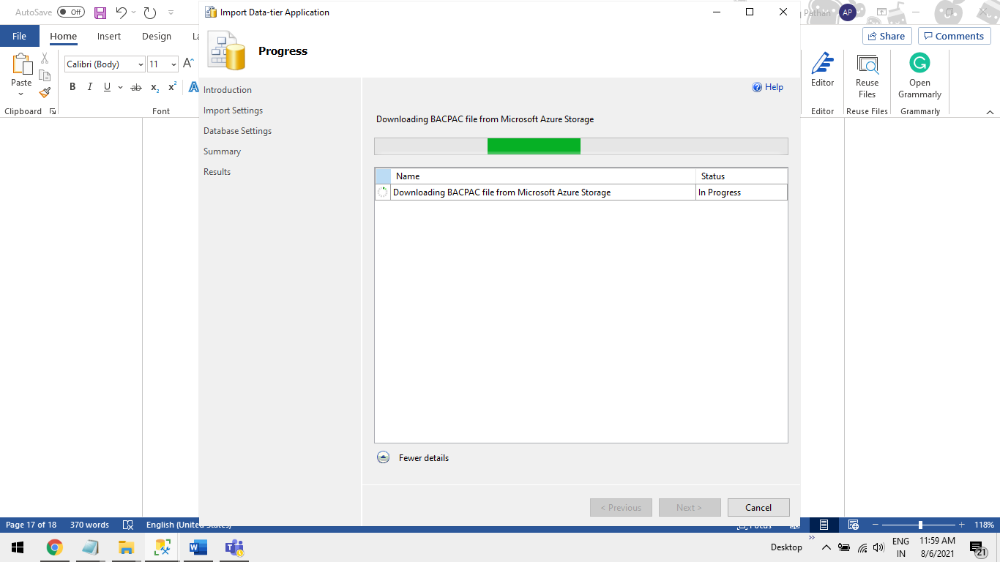 AutoSave Off
Import Data-tier Application
Pathan AP
File Home Insert Design La
Share Comments
Progress
Calibri (Body) 11 A
Paste
B I U ab x2 x2 A
Clipboard Font
Editor
Reuse Files
Open Grammarly
Editor Reuse Files Grammarly
Introduction
Import Settings
Database Settings
Summary
Results
Help
Downloading BACPAC file from Microsoft Azure Storage
Name Status
Downloading BACPAC file from Microsoft Azure Storage In Progress
Fewer details
< Previous Next > Cancel
Page 17 of 18 370 words English (United States) Focus 118%
Desktop
ENG
IN
11:59 AM
8/6/2021
21